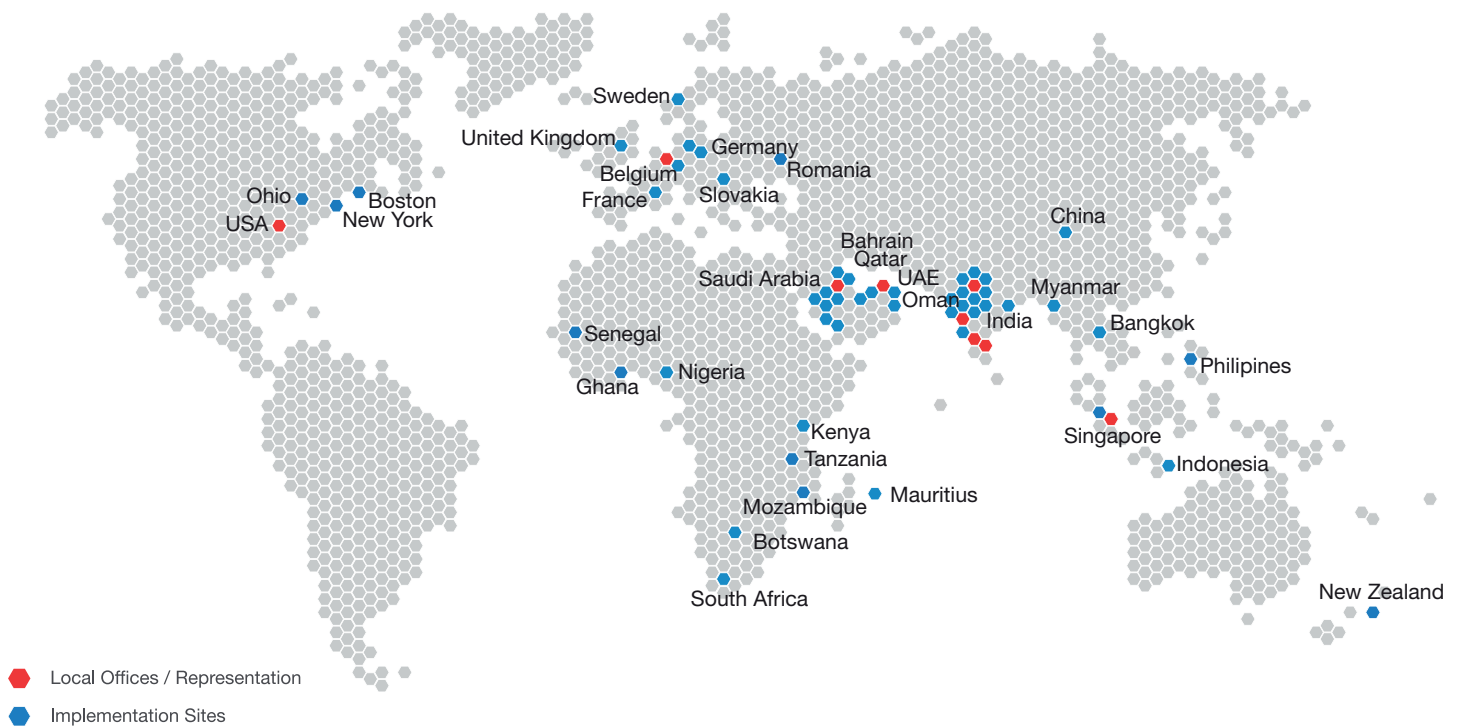 Sweden
United Kingdom
Germany
Belgium
Romania
France
Slovakia
Ohio
Boston
New York
USA
China
Bahrain
Qatar
Saudi Arabia
UAE
Oman
Myanmar
India
Bangkok
Senegal
Philipines
Ghana
Nigeria
Kenya
Singapore
Tanzania
Indonesia
Mozambique
Mauritius
Botswana
South Africa
New Zealand
Local Offices / Representation
Implementation Sites